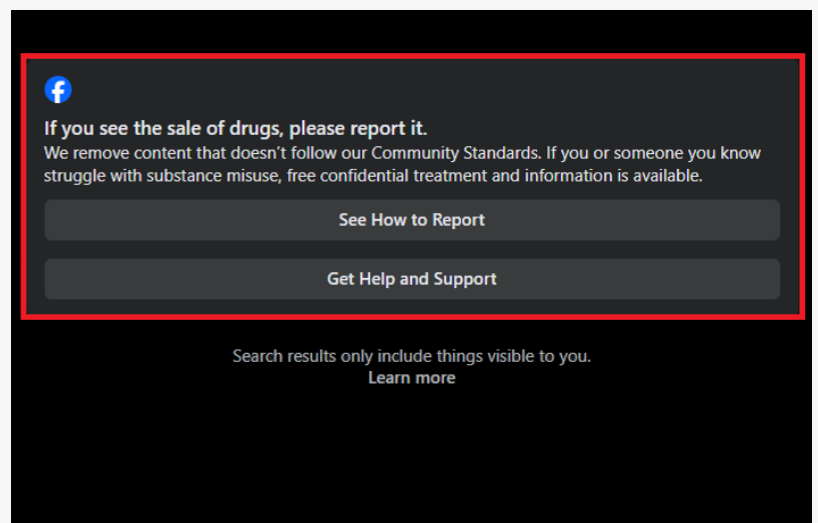 If you see the sale of drugs, please report it.
We remove content that doesn't follow our Community Standards. If you or someone you know
struggle with substance misuse, free confidential treatment and information is available.
See How to Report
Get Help and Support
Search results only include things visible to you.
Learn more